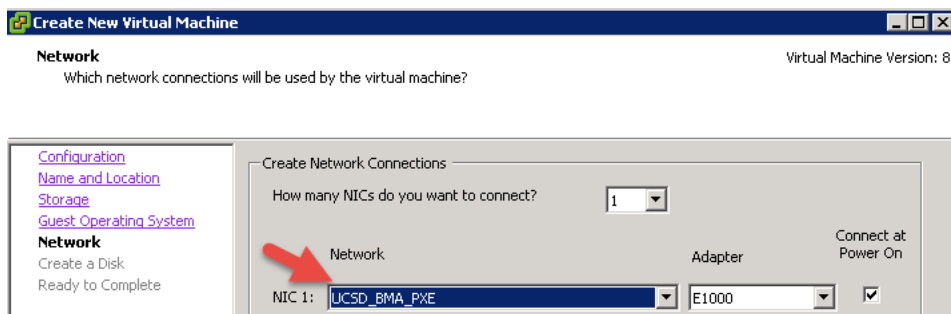 Create New Virtual Machine
Network
Virtual Machine Version: 8
Which network connections will be used by the virtual machine?
Configuration
Name and Location
Storage
Guest Operating System
Network
Create a Disk
Ready to Complete
Create Network Connections
How many NICs do you want to connect?
1
Network
Adapter
Connect at
Power On
NIC 1:
UCSD_BMA_PXE
E1000